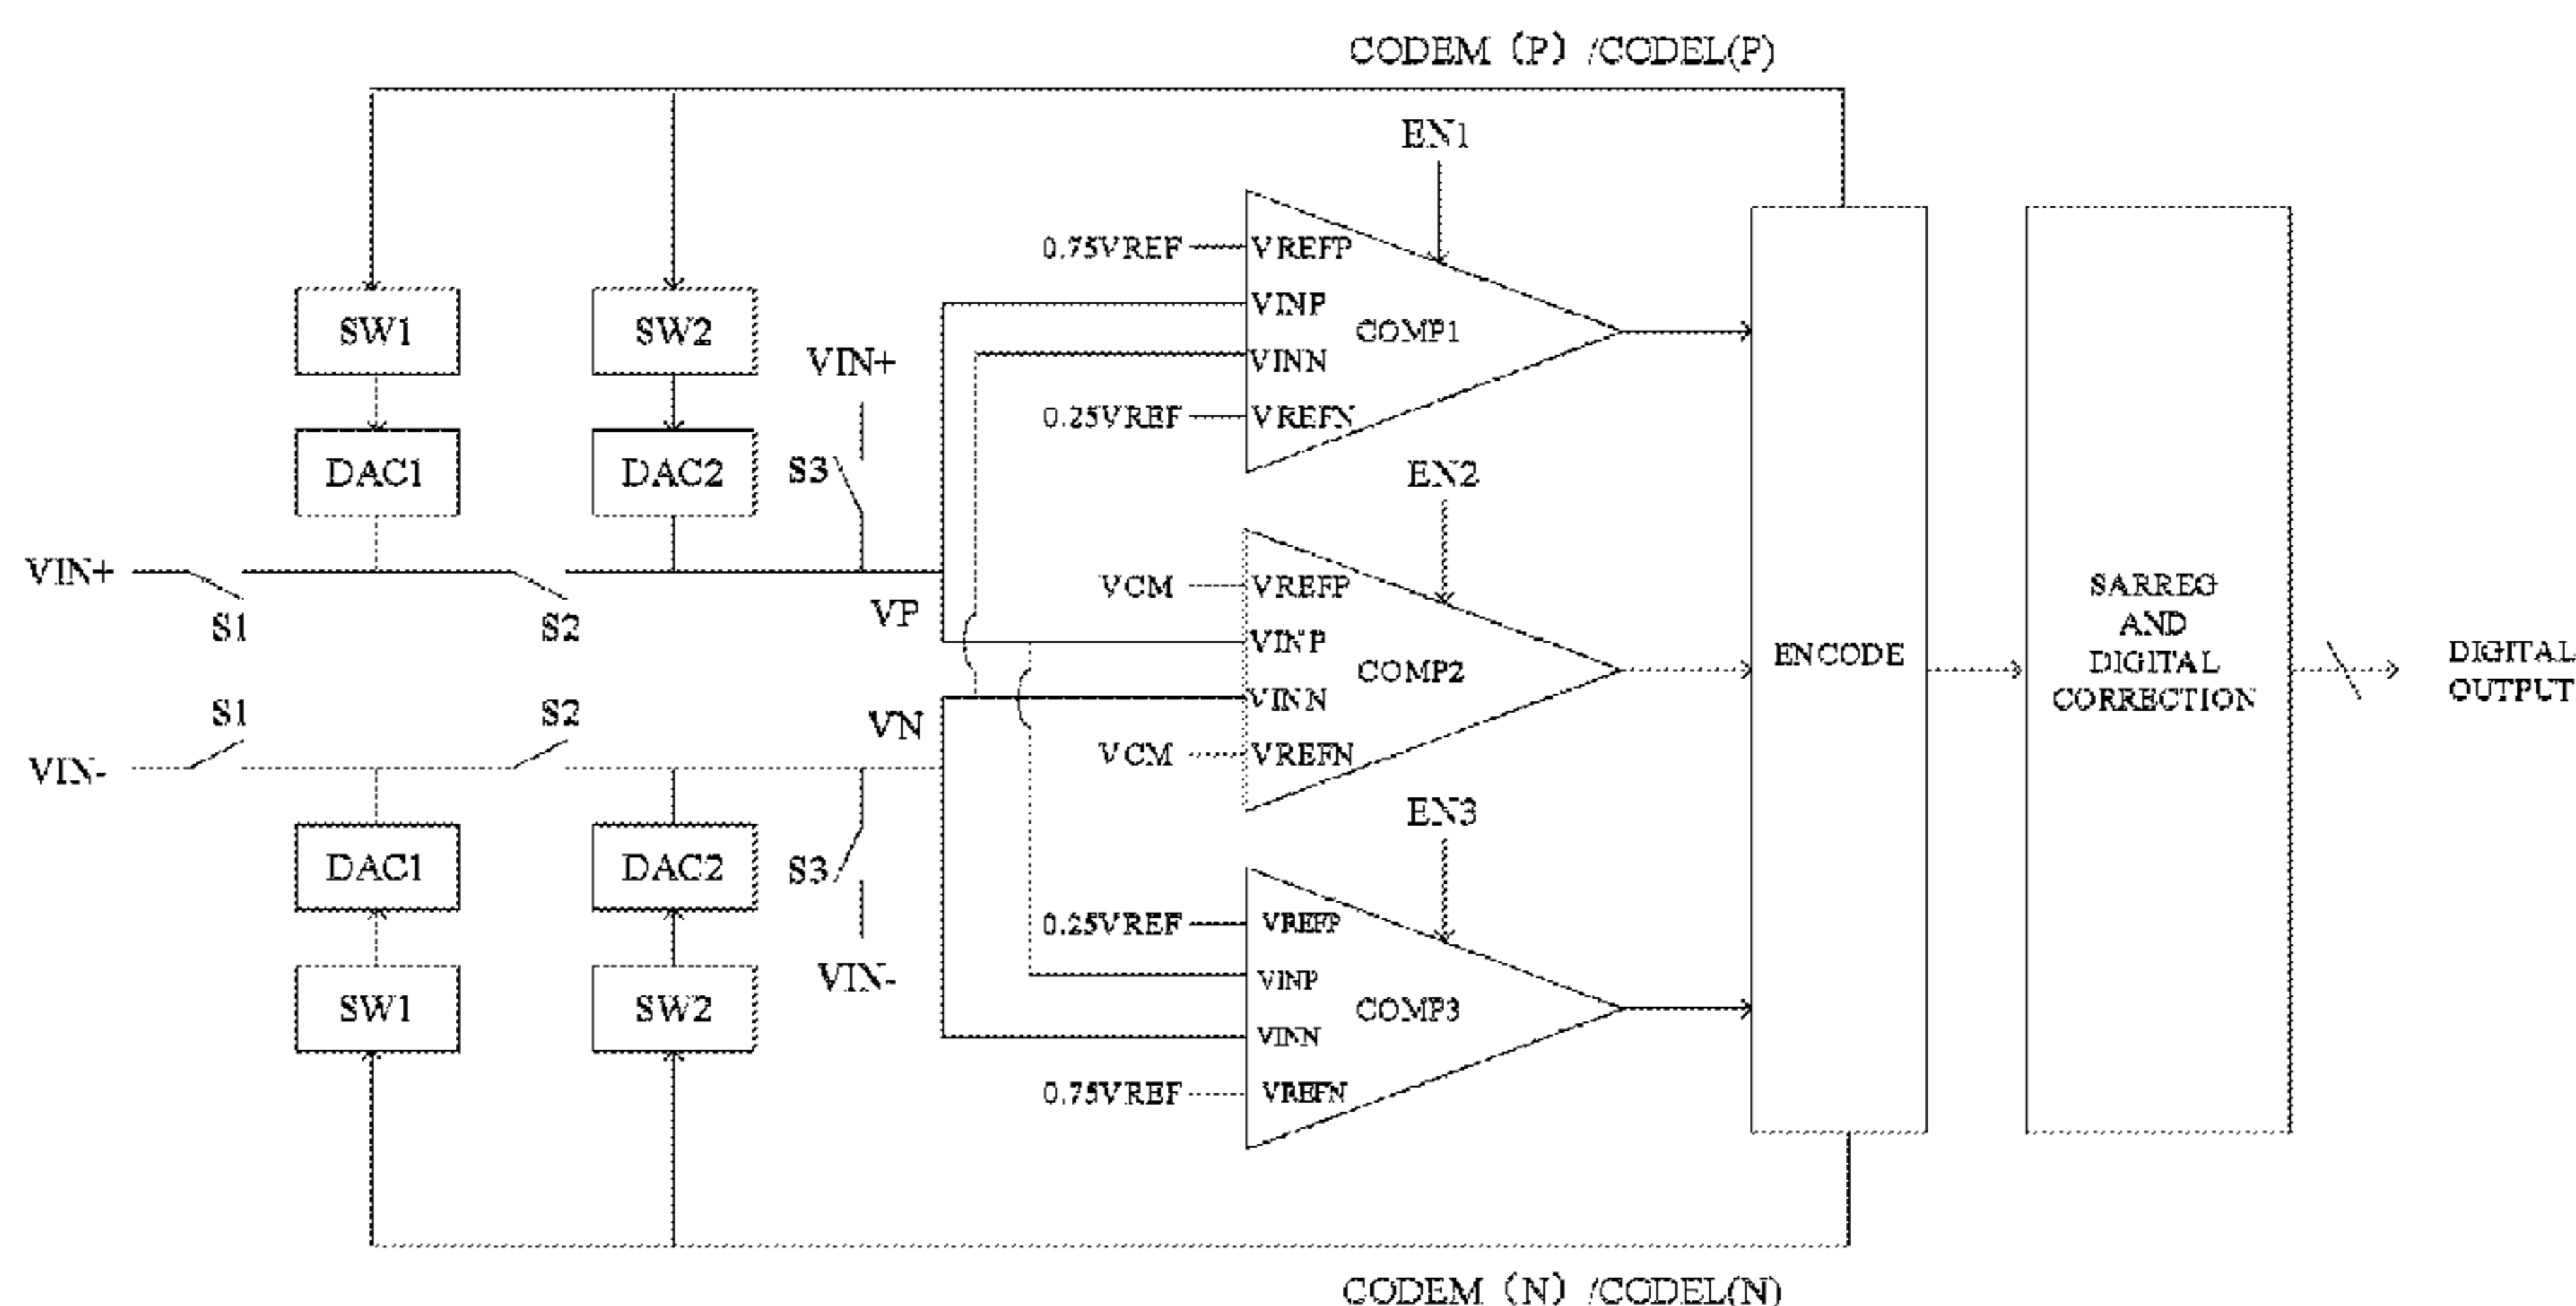 CODEM（P）/CODEL(P)
EN1
0.75VREF
VREFP
SW1
SW2
VINP
VIN+
COMP1
VINN
0.25VREF
VREFN
DAC1
DAC2
S3
EN2
VIN+
S1
S2
VP
VCM
VREFP
VINP
COMP2
VINN
VCM
VREFN
ENCODE
SARREG
AND
DIGITAL
CORRECTION
DIGITAL
OUTPUT
S1
S2
VN
VIN-
EN3
DAC1
DAC2
S3
0.25VREF
VREFP
VIN-
VINP
COMP3
SW1
SW2
VINN
0.75VREF
VREFN
CODEM（N）/CODEL(N)